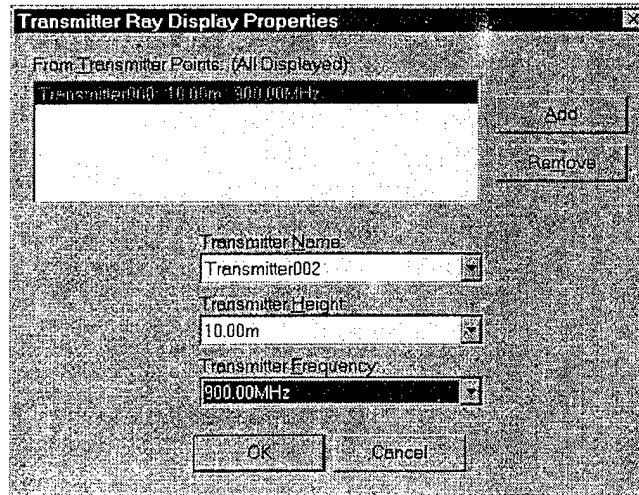 Transmitter Ray Display Properties
From Transmitter Points: (All Displayed)
Transmitter000: 10.00m: 900.00MHz
Add
Remove
Transmitter Name:
Transmitter002
Transmitter Height:
10.00m
Transmitter Frequency:
900.00MHz
OK
Cancel